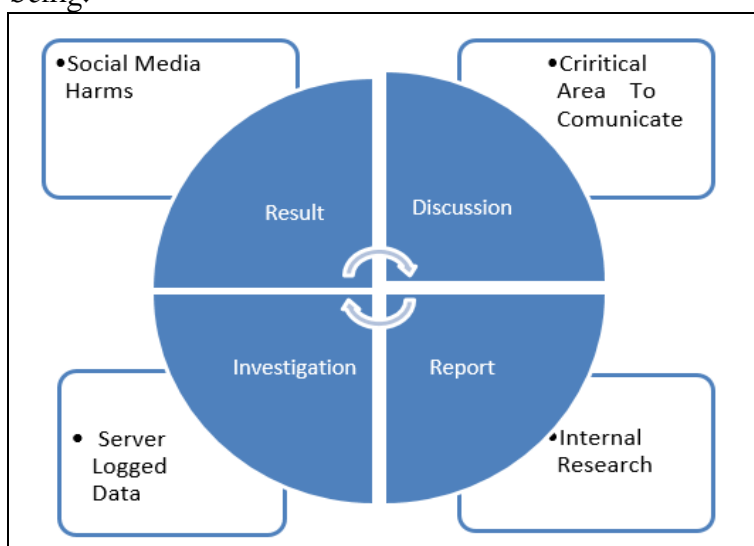 being.
•Social Media
Harms
•Criritical
Area To
Comunicate
Result
Discussion
Investigation
Report
• Server
Logged
Data
•Internal
Research